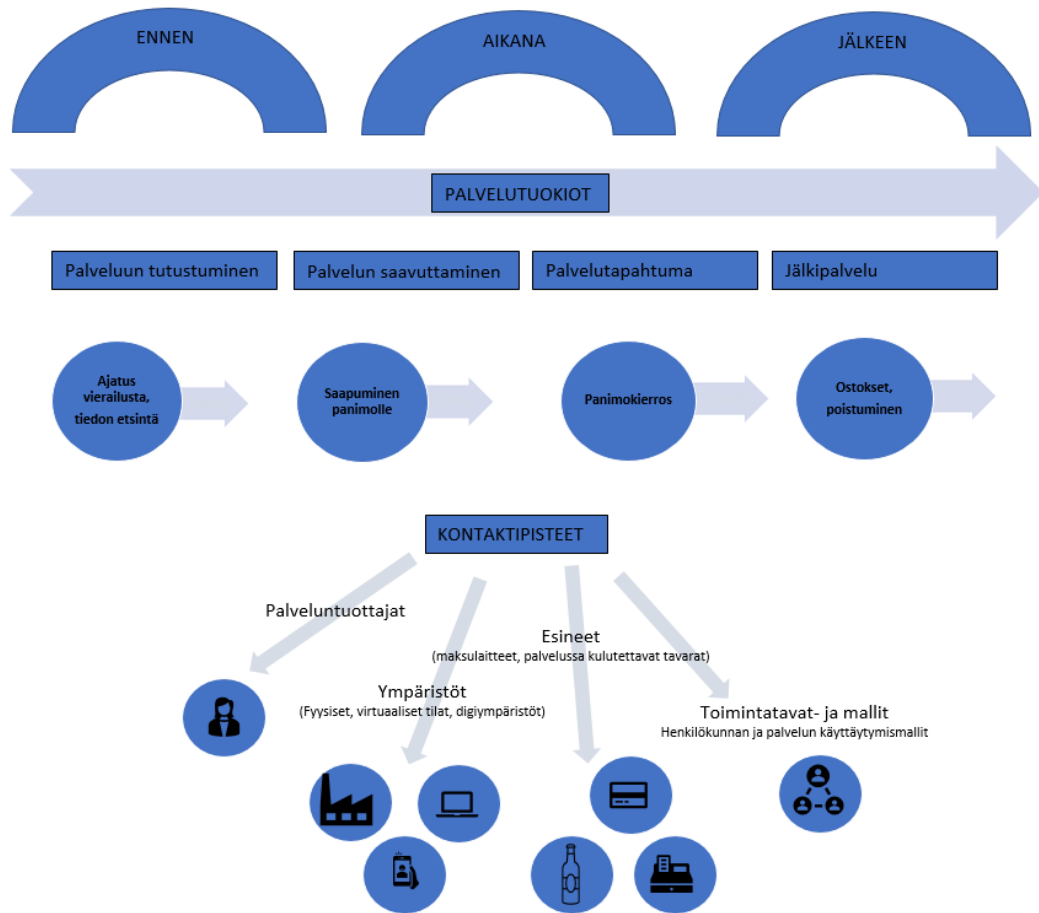 ENNEN
AIKANA
JÄLKEEN
PALVELUTUOKIOT
Palveluun tutustuminen
Palvelun saavuttaminen
Palvelutapahtuma
Jälkipalvelu
Ajatus
vierailusta,
tiedon etsintä
Saapuminen
panimolle
Panimokierros
Ostokset,
poistuminen
KONTAKTIPISTEET
Palveluntuottajat
Esineet
(maksulaitteet, palvelussa kulutettavat tavarat)
Ympäristöt
(Fyysiset, virtuaaliset tilat, digiympäristöt)
Toimintatavat- ja mallit
Henkilökunnan ja palvelun käyttäytymismallit